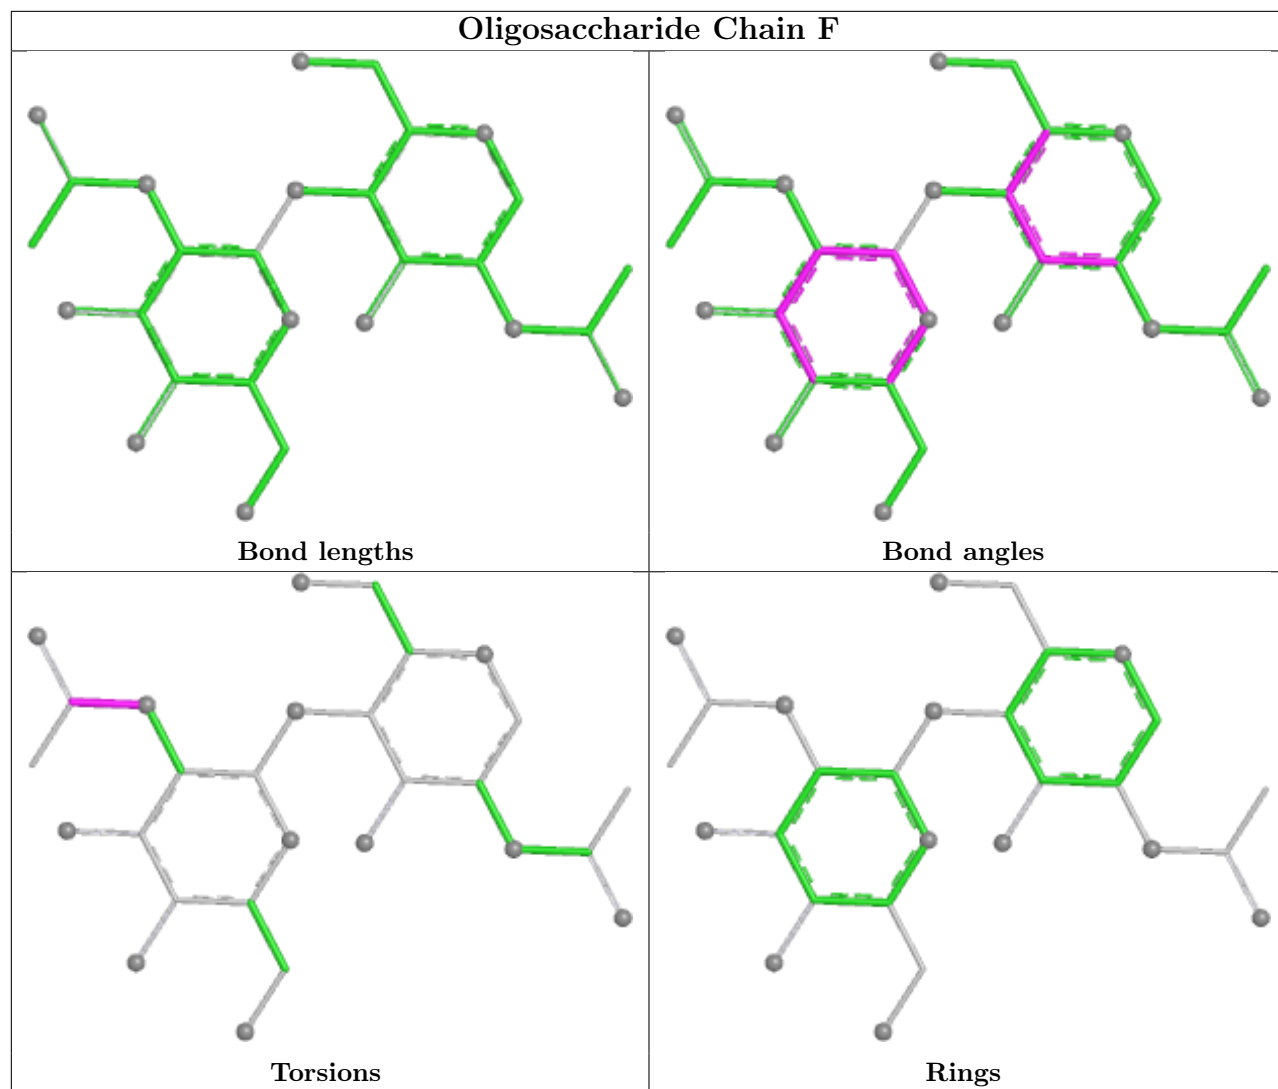 Oligosaccharide Chain F
Bond lengths
Bond angles
Torsions
Rings